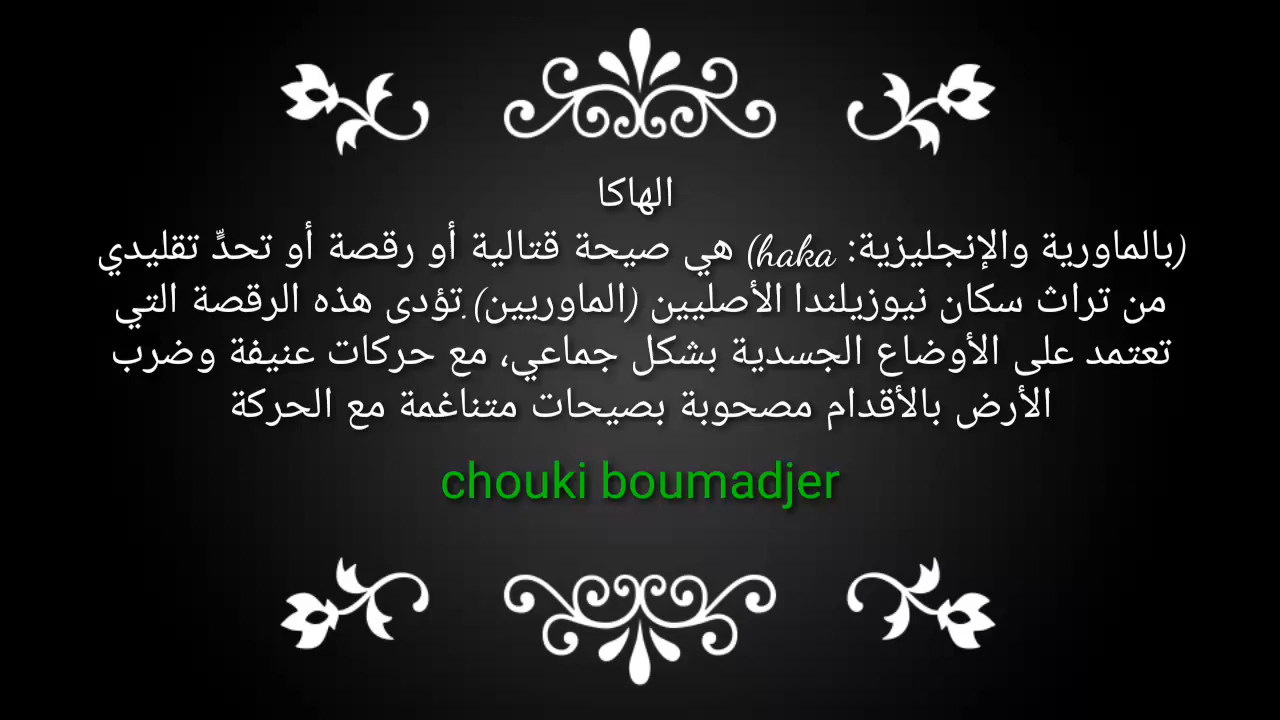 الهاكا
(بالماورية والإنجليزية: haka) هي صيحة قتالية أو رقصة أو تحدٍّ تقليدي
من تراث سكان نيوزيلندا الأصليين (الماوريين).تؤدى هذه الرقصة التي
تعتمد على الأوضاع الجسدية بشكل جماعي، مع حركات عنيفة وضرب
الأرض بالأقدام مصحوبة بصيحات متناغمة مع الحركة
chouki boumadjer